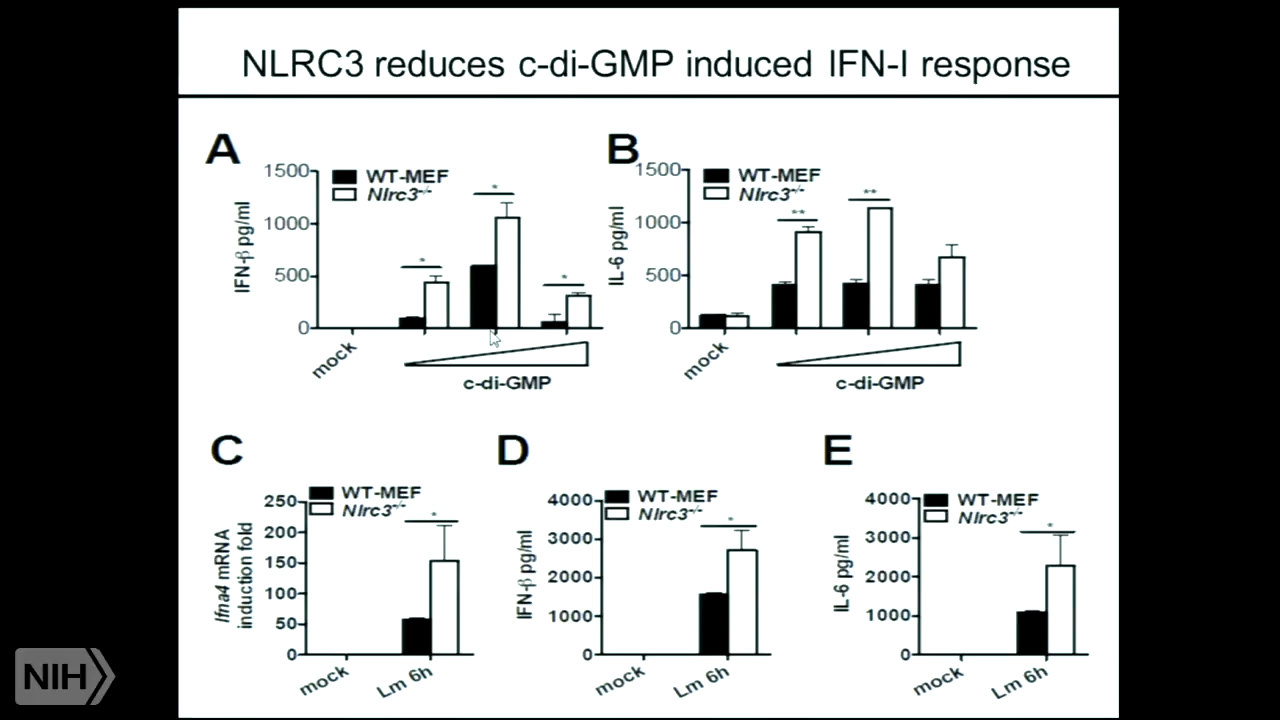 NLRC3 reduces c-di-GMP induced IFN-I response
A
IFN-β pg/ml
1500
1000
500
0
WT-MEF
Nlrc3-/-
*
*
*
mock
c-di-GMP
B
IL-6 pg/ml
1500
1000
500
0
WT-MEF
Nlrc3-/-
**
**
mock
c-di-GMP
C
Ifna4 mRNA
induction fold
250
200
150
100
50
0
WT-MEF
Nlrc3-/-
*
mock
Lm 6h
D
IFN-β pg/ml
4000
3000
2000
1000
0
WT-MEF
Nlrc3-/-
*
mock
Lm 6h
E
IL-6 pg/ml
4000
3000
2000
1000
0
WT-MEF
Nlrc3-/-
*
mock
Lm 6h
NIH